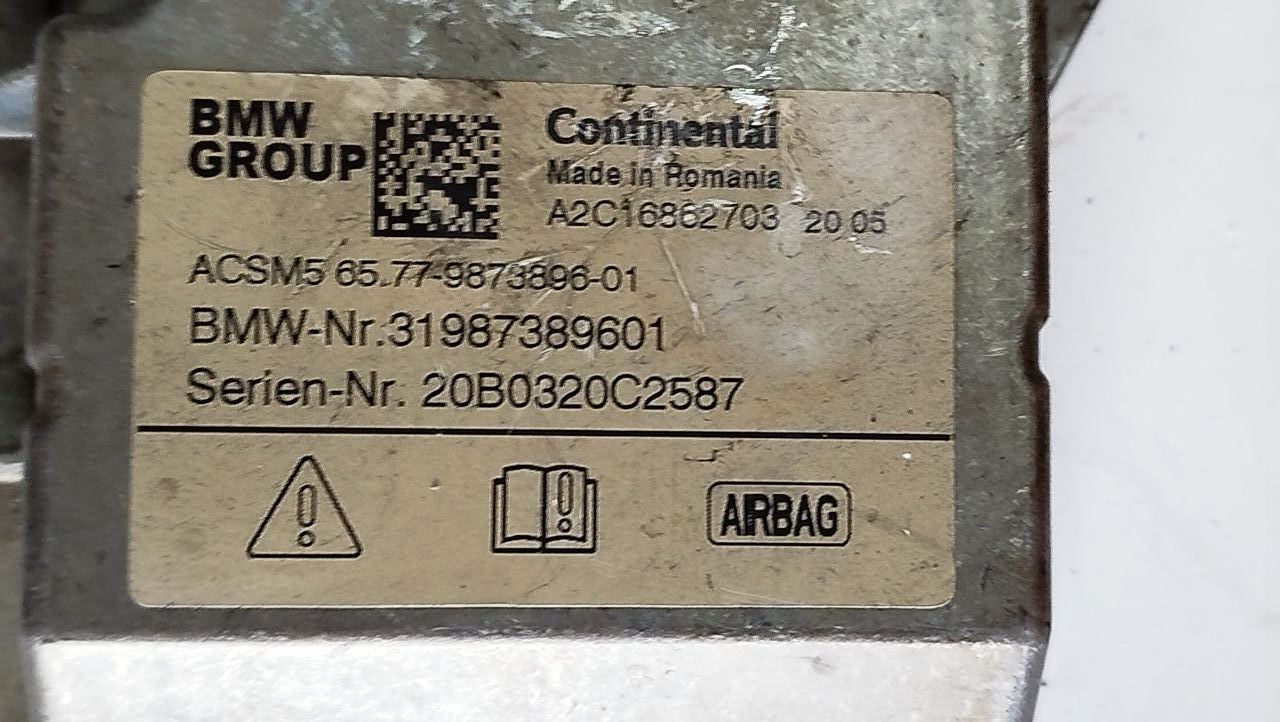 BMW
GROUP
Continental
Made in Romania
A2C16862703 20 05
ACSM5 65.77-9873896-01
BMW-Nr.31987389601
Serien-Nr. 20B0320C2587
AIRBAG